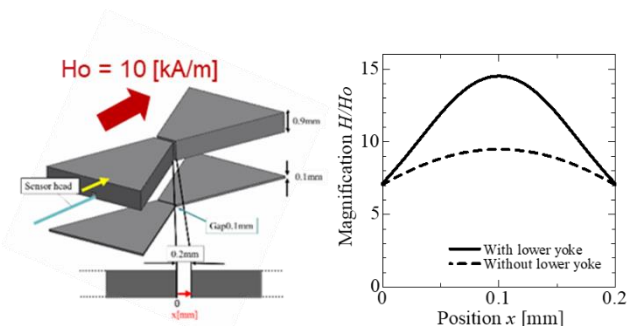 Ho = 10 [kA/m]
0.9mm
Sensor head
0.1mm
Gap0.1mm
0.2mm
0
x[mm]
Magnification H/Ho
15
10
5
0
With lower yoke
Without lower yoke
0
0.1
0.2
Position x [mm]